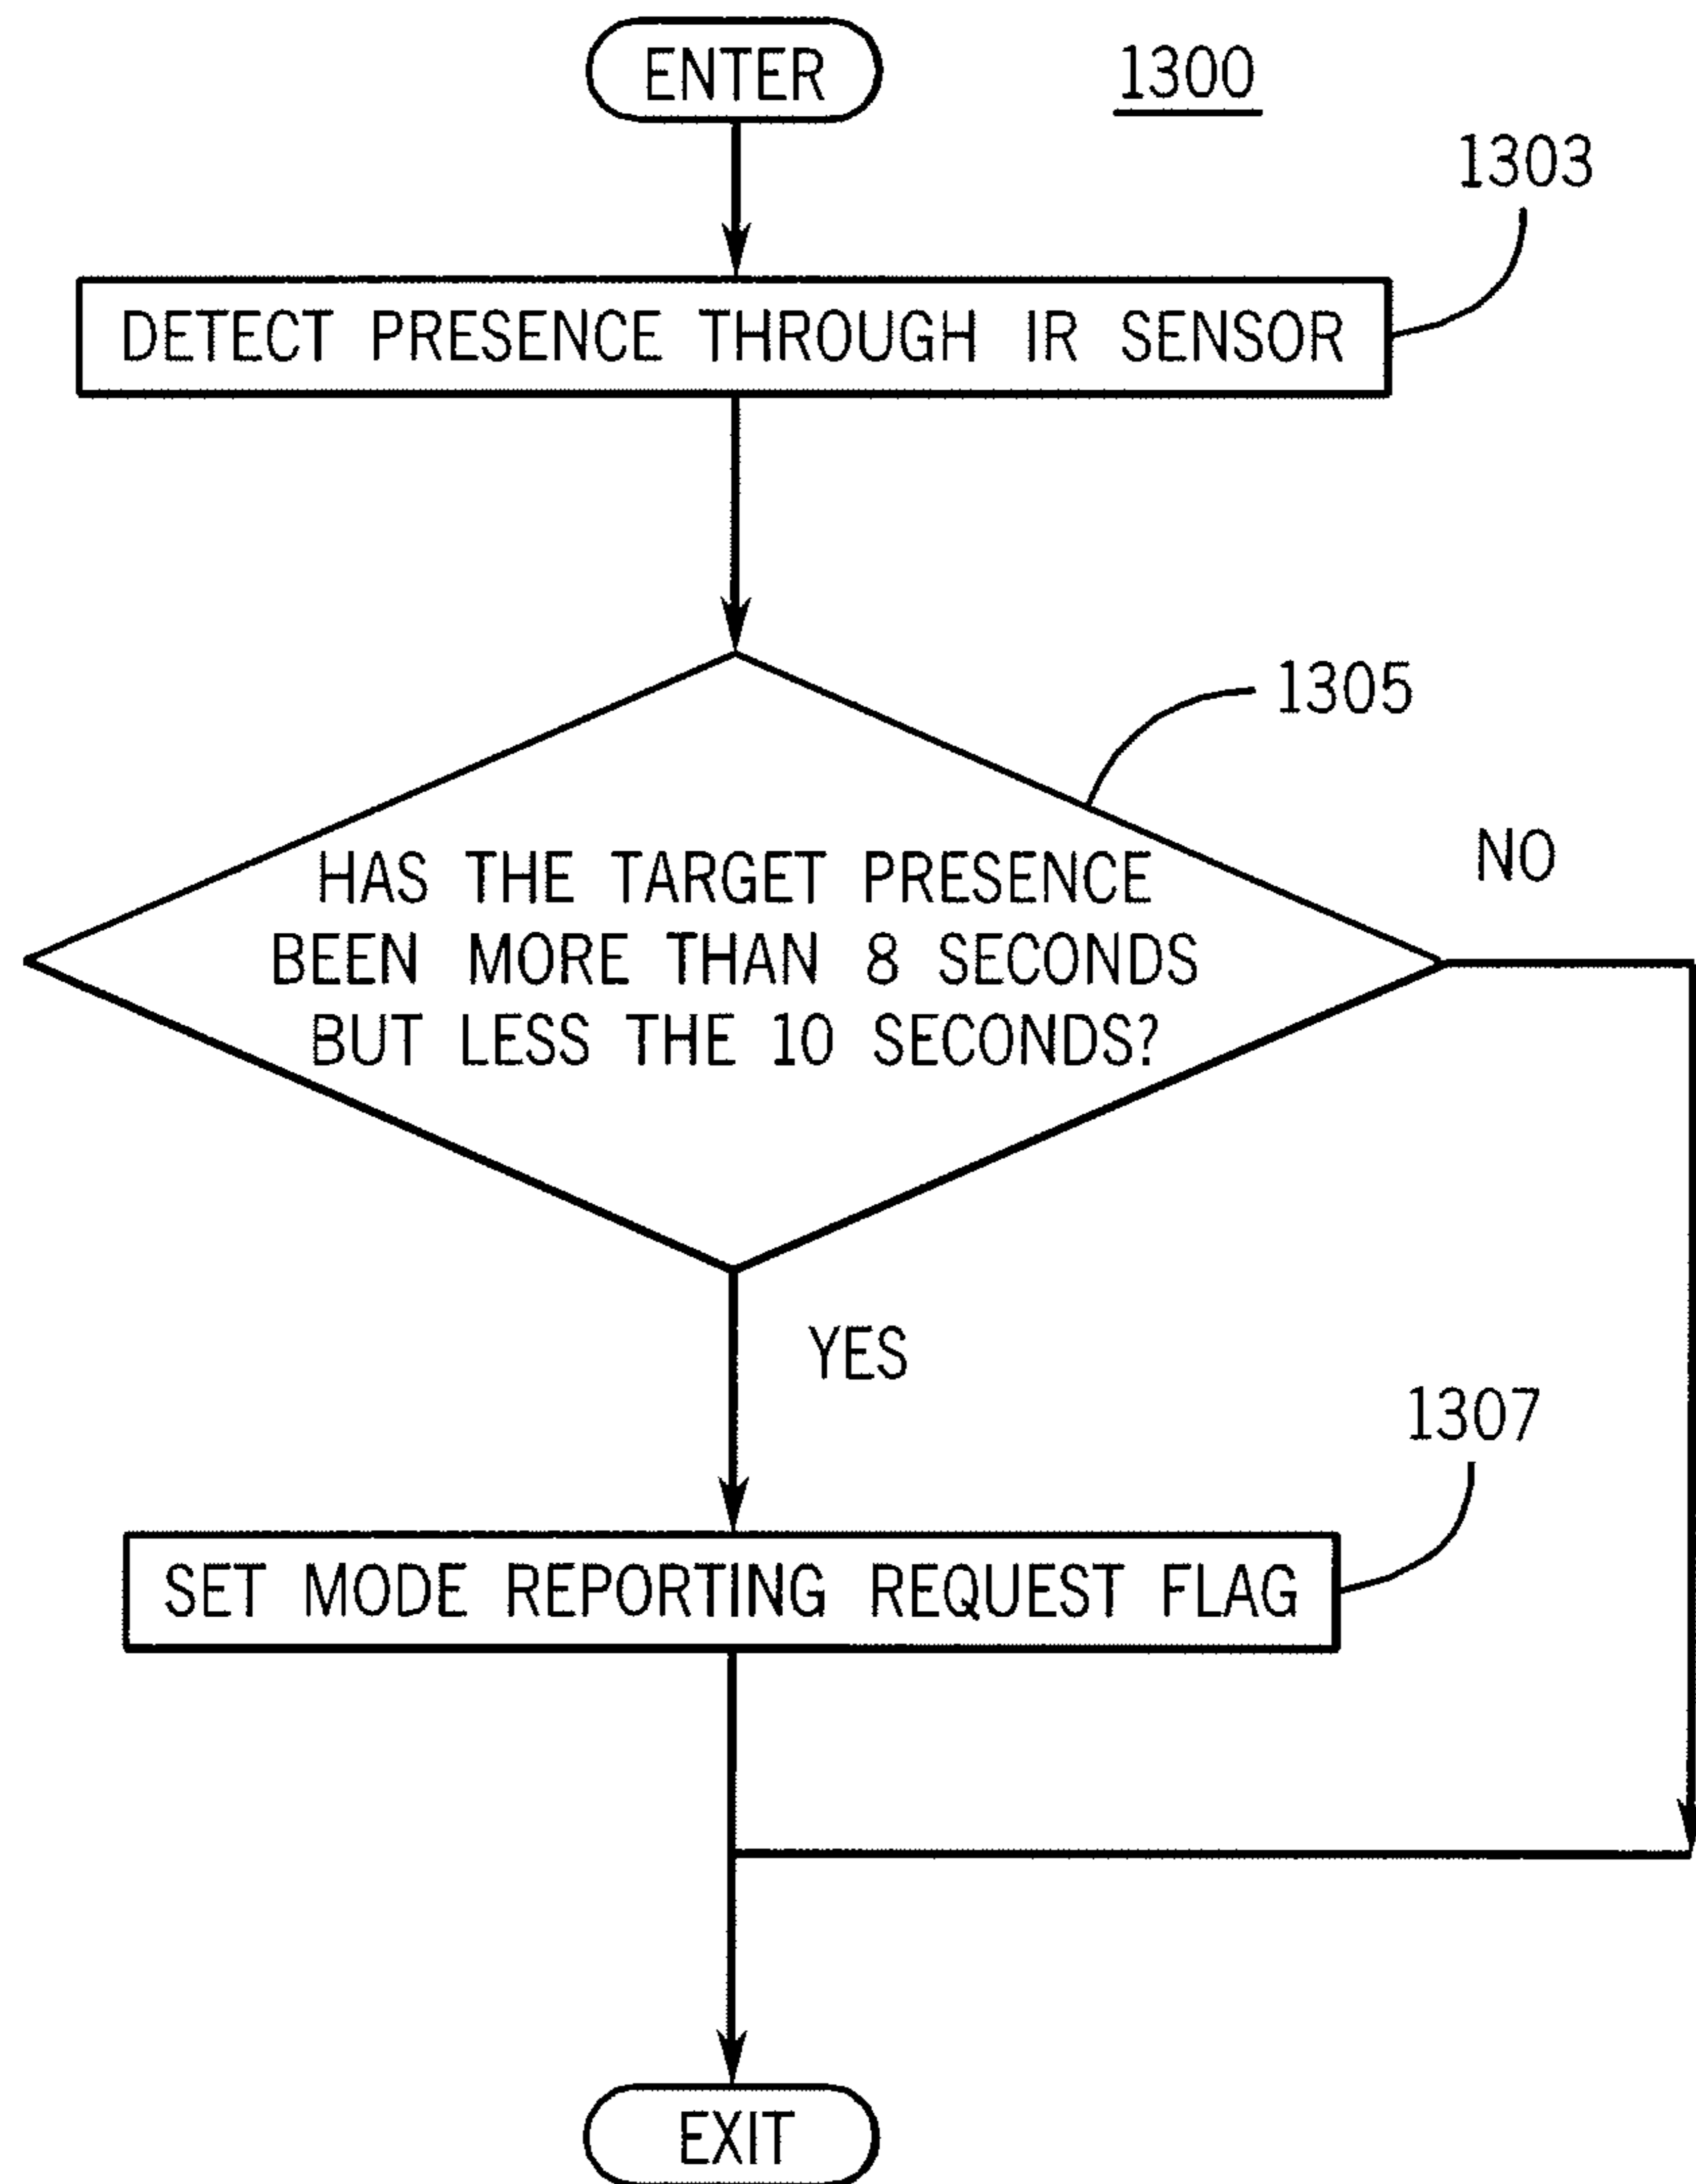 ENTER
1300
1303
DETECT PRESENCE THROUGH IR SENSOR
1305
HAS THE TARGET PRESENCE
BEEN MORE THAN 8 SECONDS
BUT LESS THE 10 SECONDS?
NO
YES
1307
SET MODE REPORTING REQUEST FLAG
EXIT